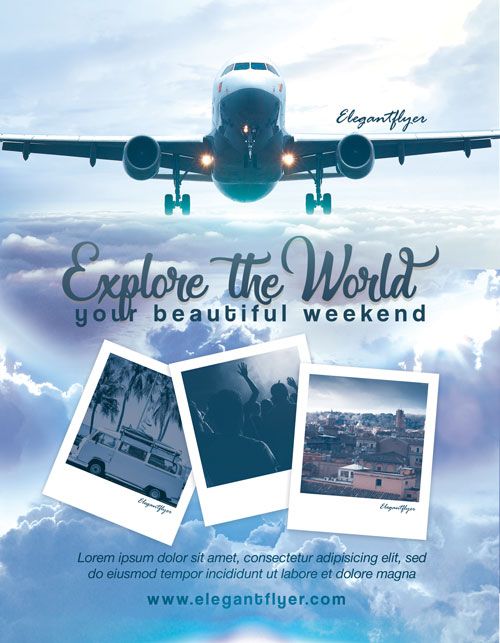 Elegantflyer
Explore the World
your beautiful weekend
Elegantflyer
Elegantflyer
Lorem ipsum dolor sit amet, consectetur adipisicing elit, sed
do eiusmod tempor incididunt ut labore et dolore magna
www.elegantflyer.com